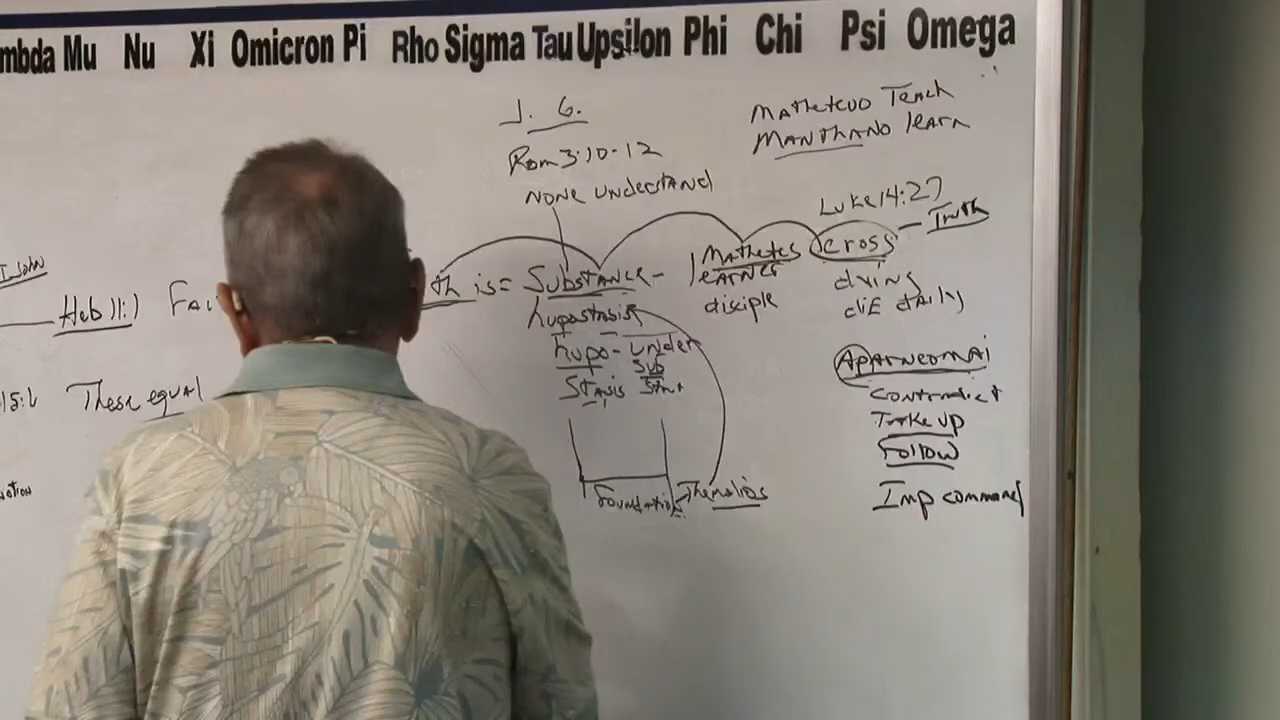 mbda Mu Nu Xi Omicron Pi Rho Sigma Tau Upsilon Phi Chi Psi Omega
J. G.
Rom 3:10-12
NONE UNDERSTAND
MATHETEUO TEACH
MANTHANO learn
Luke 14:27
I John
Heb 11:1 FAI
th is = Substance -
hupostasis
hupo - under
Sub
Stasis
Foundation
Mathetes
learner
disciple
cross - Truth
dying
diE daily
APARNEOMAI
contradict
Take up
Follow
Imp command
These equal